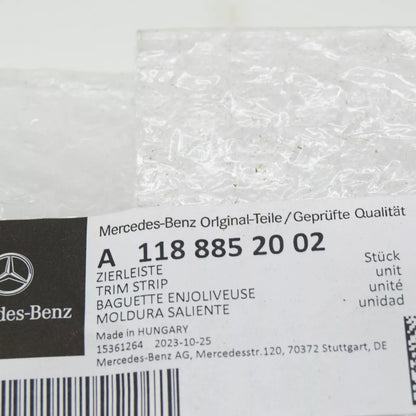 Mercedes-Benz Original-Teile/Geprüfte Qualität
A 118 885 20 02
ZIERLEISTE
TRIM STRIP
BAGUETTE ENJOLIVEUSE
MOLDURA SALIENTE
Stück
unit
unité
unidad
Made in HUNGARY
15361264 2023-10-25
Mercedes-Benz AG, Mercedesstr.120, 70372 Stuttgart, DE
des-Benz